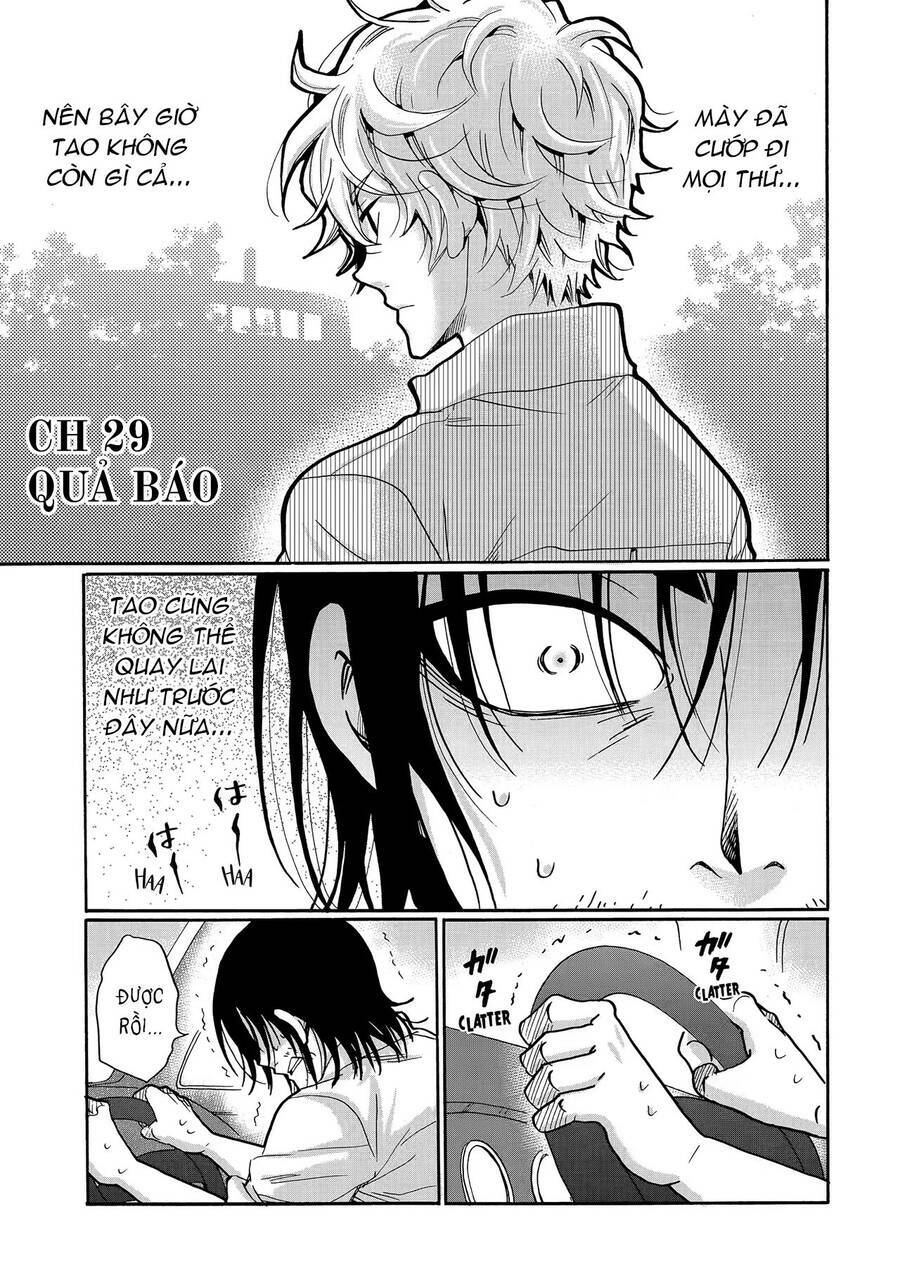 MÀY ĐÃ
CƯỚP ĐI
MỌI THỨ...
NÊN BÂY GIỜ
TAO KHÔNG
CÒN GÌ CẢ...
CH 29
QUẢ BÁO
TAO CŨNG
KHÔNG THỂ
QUAY LẠI
NHƯ TRƯỚC
ĐÂY NỮA...
はー
HAA
はー
HAA
ガタ
CLATTER
ガタ
CLATTER
ĐƯỢC
RỒI...